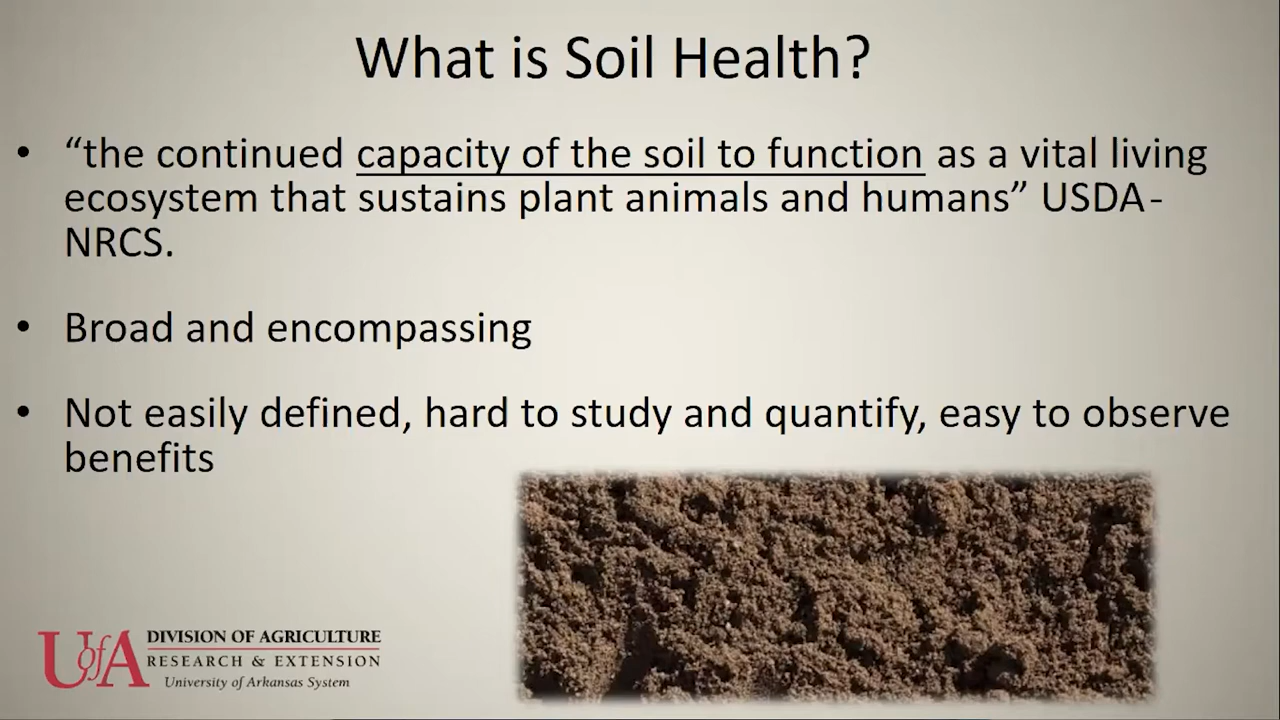 What is Soil Health?
• “the continued capacity of the soil to function as a vital living
ecosystem that sustains plant animals and humans” USDA-
NRCS.
• Broad and encompassing
• Not easily defined, hard to study and quantify, easy to observe
benefits
UofA DIVISION OF AGRICULTURE
RESEARCH & EXTENSION
University of Arkansas System